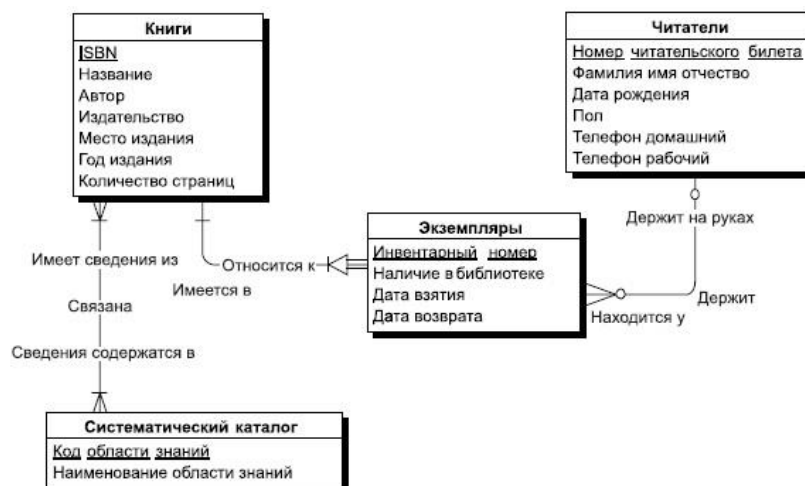 Книги
ISBN
Название
Автор
Издательство
Место издания
Год издания
Количество страниц
Читатели
Номер читательского билета
Фамилия имя отчество
Дата рождения
Пол
Телефон домашний
Телефон рабочий
Держит на руках
Экземпляры
Инвентарный номер
Наличие в библиотеке
Дата взятия
Дата возврата
Имеет сведения из
Относится к
Имеется в
Связана
Держит
Находится у
Сведения содержатся в
Систематический каталог
Код области знаний
Наименование области знаний